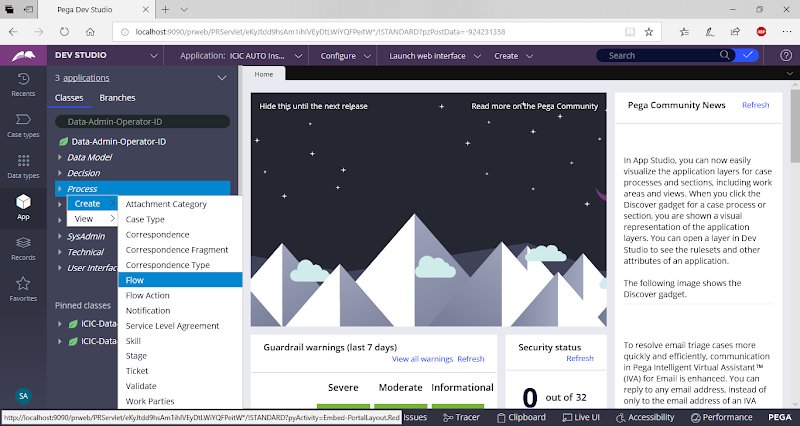 Pega Dev Studio
localhost:9090/prweb/PRServlet/eKyJtdd9hsAm1ihIVEyDtLWiYQFPeitW*/!STANDARD?pzPostData=-924231358
DEV STUDIO
Application: ICIC AUTO Ins...
Configure
Launch web interface
Create
Search
Recents
Case types
Data types
App
Records
Favorites
SA
3 applications
Classes
Branches
Data-Admin-Operator-ID
Data-Admin-Operator-ID
Data Model
Decision
Process
Create
View
SysAdmin
Technical
User Interface
Pinned classes
ICIC-Data
ICIC-Data
Attachment Category
Case Type
Correspondence
Correspondence Fragment
Correspondence Type
Flow
Flow Action
Notification
Service Level Agreement
Skill
Stage
Ticket
Validate
Work Parties
Home
Hide this until the next release
Read more on the Pega Community
Guardrail warnings (last 7 days)
View all warnings Refresh
Severe Moderate Informational
Security status
Refresh
0 out of 32
Pega Community News
Refresh
In App Studio, you can now easily
visualize the application layers for case
processes and sections, including work
areas and views. When you click the
Discover gadget for a case process or
section, you are shown a visual
representation of the application
layers. You can open a layer in Dev
Studio to see the rulesets and other
attributes of an application.
The following image shows the
Discover gadget.
To resolve email triage cases more
quickly and efficiently, communication
in Pega Intelligent Virtual Assistant™
(IVA) for Email is enhanced. You can
reply to any email address, instead of
only to the email address of an IVA
http://localhost:9090/prweb/PRServlet/eKyJtdd9hsAm1ihIVEyDtLWiYQFPeitW*/!STANDARD?pyActivity=Embed-PortalLayout.Red
Issues
Tracer
Clipboard
Live UI
Accessibility
Performance
PEGA